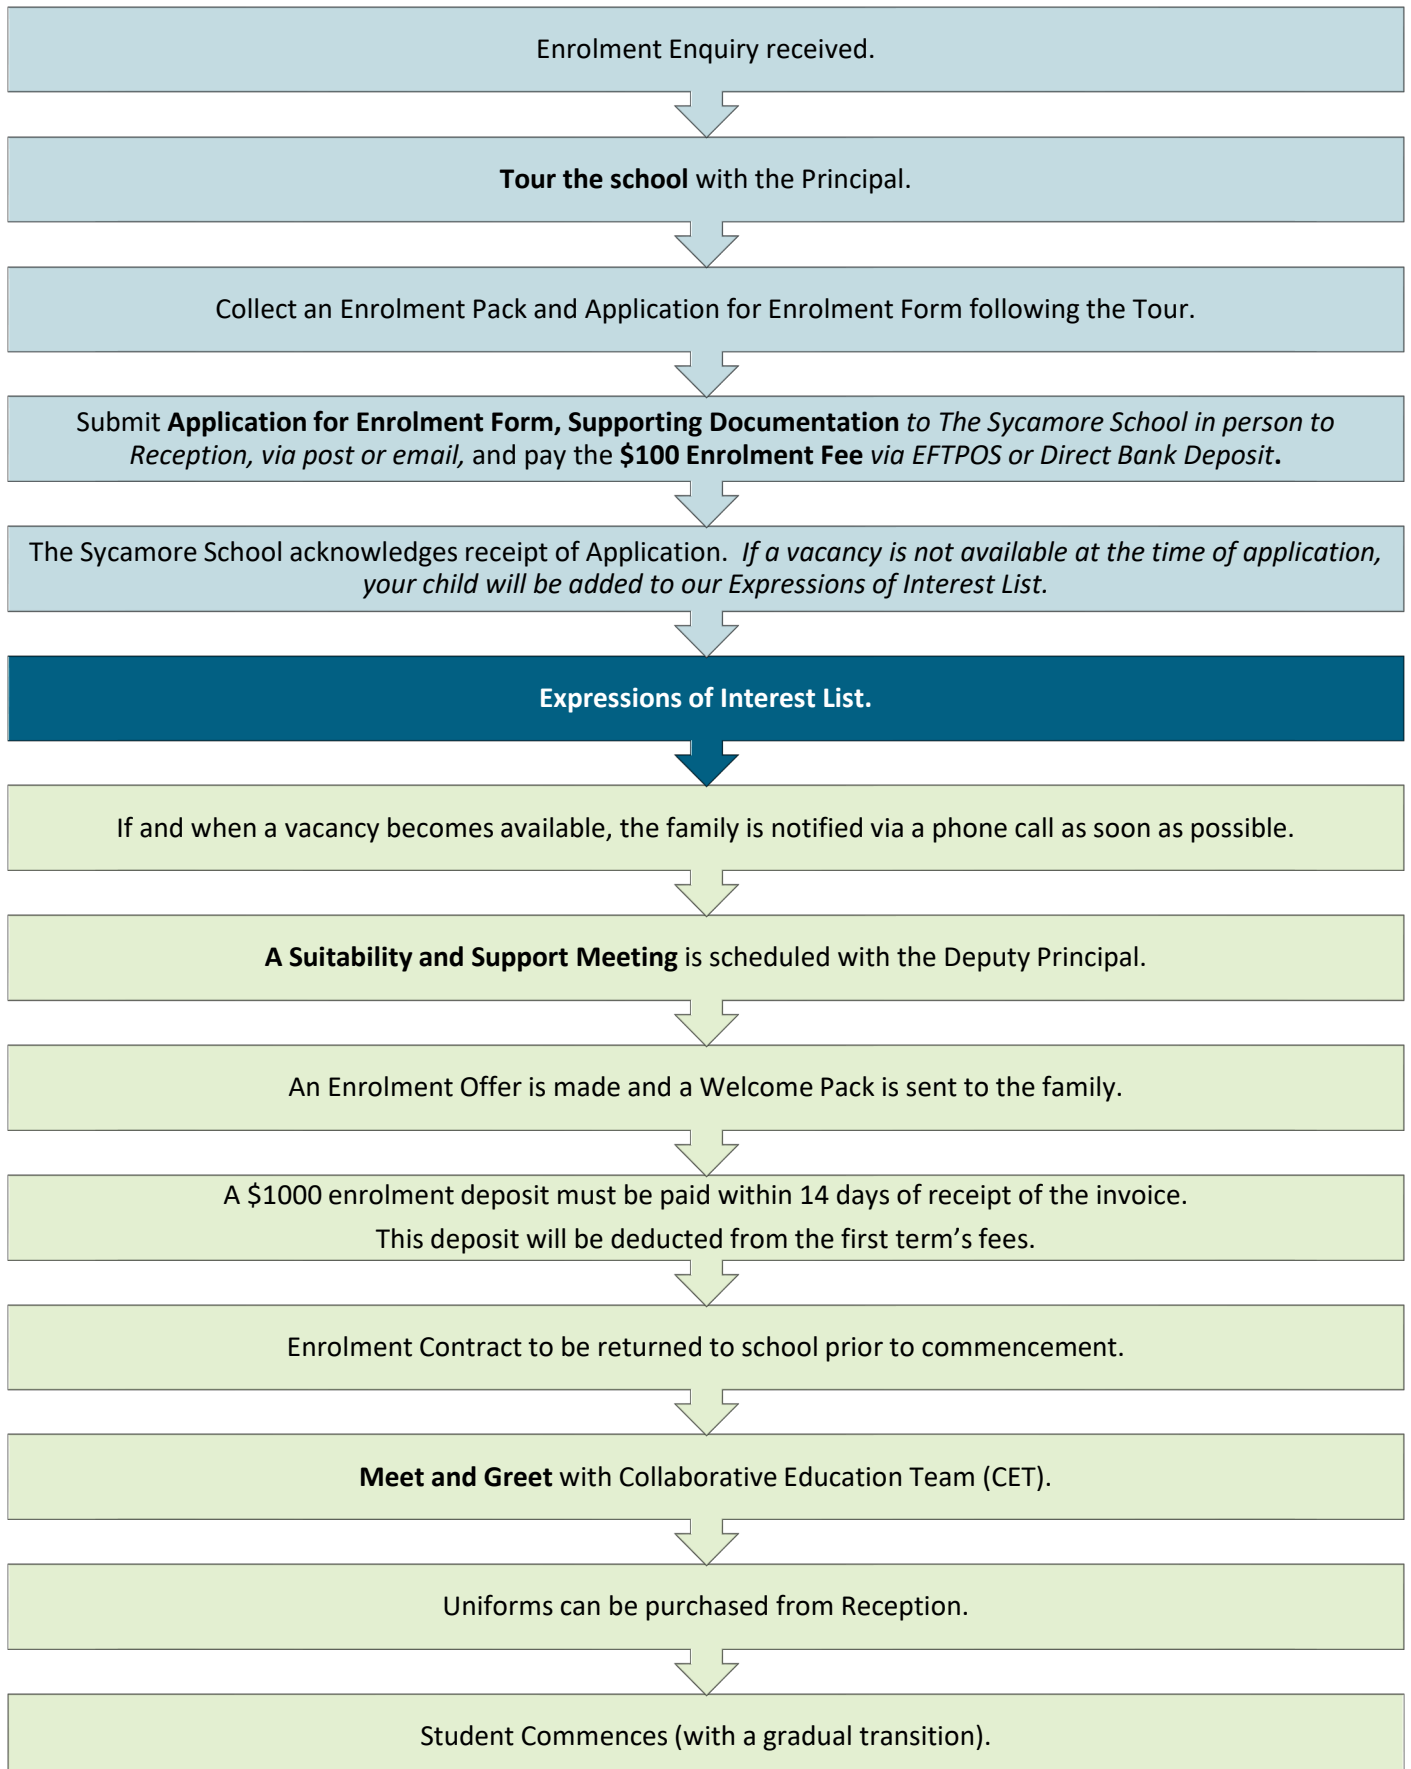 Enrolment Enquiry received.
Tour the school with the Principal.
Collect an Enrolment Pack and Application for Enrolment Form following the Tour.
Submit Application for Enrolment Form, Supporting Documentation to The Sycamore School in person to
Reception, via post or email, and pay the $100 Enrolment Fee via EFTPOS or Direct Bank Deposit.
The Sycamore School acknowledges receipt of Application.  If a vacancy is not available at the time of application,
your child will be added to our Expressions of Interest List.
Expressions of Interest List.
If and when a vacancy becomes available, the family is notified via a phone call as soon as possible.
A Suitability and Support Meeting is scheduled with the Deputy Principal.
An Enrolment Offer is made and a Welcome Pack is sent to the family.
A $1000 enrolment deposit must be paid within 14 days of receipt of the invoice.
This deposit will be deducted from the first term’s fees.
Enrolment Contract to be returned to school prior to commencement.
Meet and Greet with Collaborative Education Team (CET).
Uniforms can be purchased from Reception.
Student Commences (with a gradual transition).